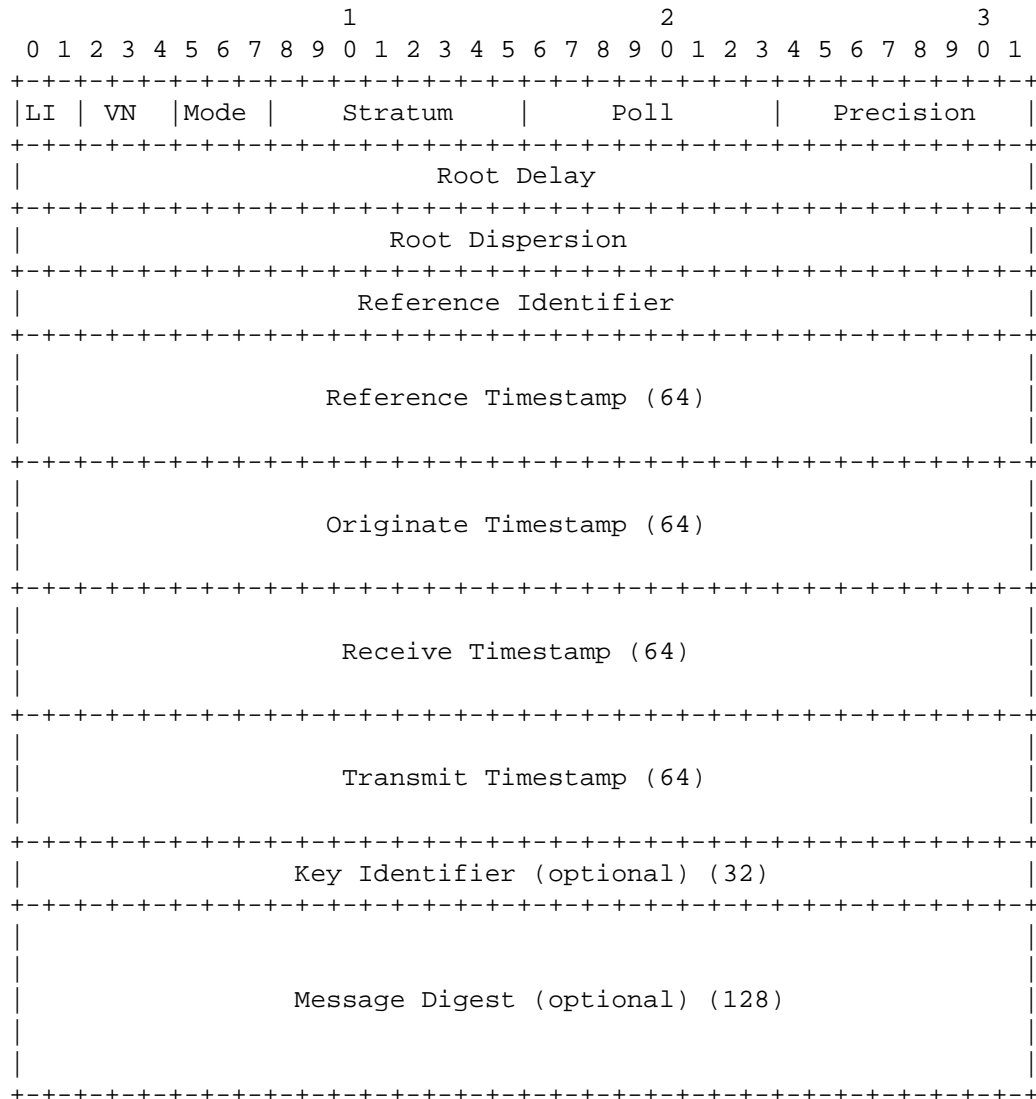 1                   2                   3
 0 1 2 3 4 5 6 7 8 9 0 1 2 3 4 5 6 7 8 9 0 1 2 3 4 5 6 7 8 9 0 1
+-+-+-+-+-+-+-+-+-+-+-+-+-+-+-+-+-+-+-+-+-+-+-+-+-+-+-+-+-+-+-+-+
|LI | VN  |Mode |    Stratum    |     Poll      |   Precision   |
+-+-+-+-+-+-+-+-+-+-+-+-+-+-+-+-+-+-+-+-+-+-+-+-+-+-+-+-+-+-+-+-+
|                          Root Delay                           |
+-+-+-+-+-+-+-+-+-+-+-+-+-+-+-+-+-+-+-+-+-+-+-+-+-+-+-+-+-+-+-+-+
|                       Root Dispersion                         |
+-+-+-+-+-+-+-+-+-+-+-+-+-+-+-+-+-+-+-+-+-+-+-+-+-+-+-+-+-+-+-+-+
|                     Reference Identifier                      |
+-+-+-+-+-+-+-+-+-+-+-+-+-+-+-+-+-+-+-+-+-+-+-+-+-+-+-+-+-+-+-+-+
|                                                               |
|                   Reference Timestamp (64)                    |
|                                                               |
+-+-+-+-+-+-+-+-+-+-+-+-+-+-+-+-+-+-+-+-+-+-+-+-+-+-+-+-+-+-+-+-+
|                                                               |
|                   Originate Timestamp (64)                    |
|                                                               |
+-+-+-+-+-+-+-+-+-+-+-+-+-+-+-+-+-+-+-+-+-+-+-+-+-+-+-+-+-+-+-+-+
|                                                               |
|                    Receive Timestamp (64)                     |
|                                                               |
+-+-+-+-+-+-+-+-+-+-+-+-+-+-+-+-+-+-+-+-+-+-+-+-+-+-+-+-+-+-+-+-+
|                                                               |
|                    Transmit Timestamp (64)                    |
|                                                               |
+-+-+-+-+-+-+-+-+-+-+-+-+-+-+-+-+-+-+-+-+-+-+-+-+-+-+-+-+-+-+-+-+
|                 Key Identifier (optional) (32)                |
+-+-+-+-+-+-+-+-+-+-+-+-+-+-+-+-+-+-+-+-+-+-+-+-+-+-+-+-+-+-+-+-+
|                                                               |
|                                                               |
|                 Message Digest (optional) (128)               |
|                                                               |
|                                                               |
+-+-+-+-+-+-+-+-+-+-+-+-+-+-+-+-+-+-+-+-+-+-+-+-+-+-+-+-+-+-+-+-+